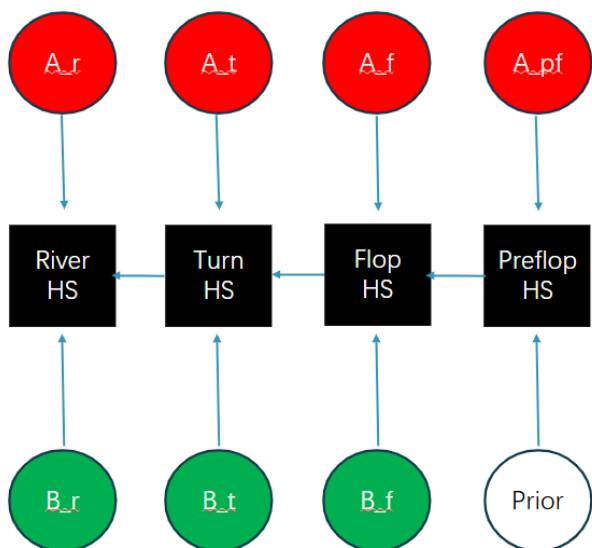 A_r
A_t
A_f
A_pf
River
HS
Turn
HS
Flop
HS
Preflop
HS
B_r
B_t
B_f
Prior